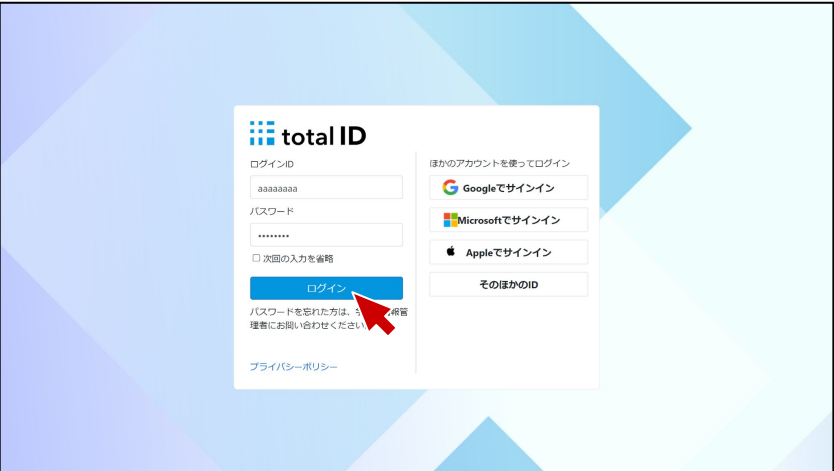 total ID
ログインID
aaaaaaaa
パスワード
••••••••
次回の入力を省略
ログイン
パスワードを忘れた方は、 報管
理者にお問い合わせくださ
プライバシーポリシー
ほかのアカウントを使ってログイン
Googleでサインイン
Microsoftでサインイン
Appleでサインイン
そのほかのID